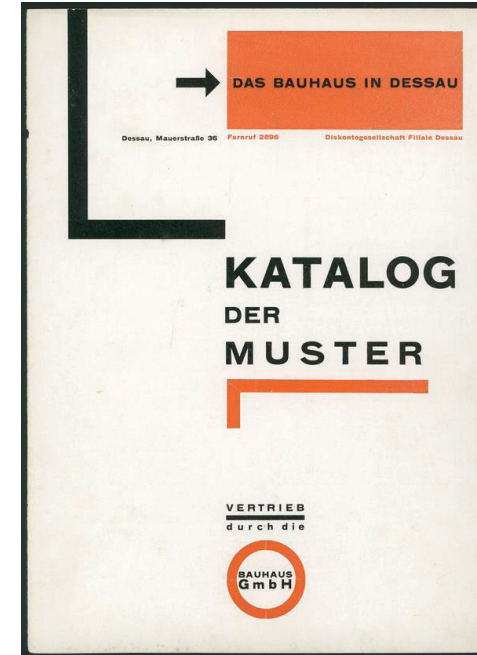 DAS BAUHAUS IN DESSAU
Dessau, Mauerstraße 36 Fernruf 2696 Diskontogesellschaft Filiale Dessau
KATALOG
DER
MUSTER
VERTRIEB
durch die
BAUHAUS
GmbH